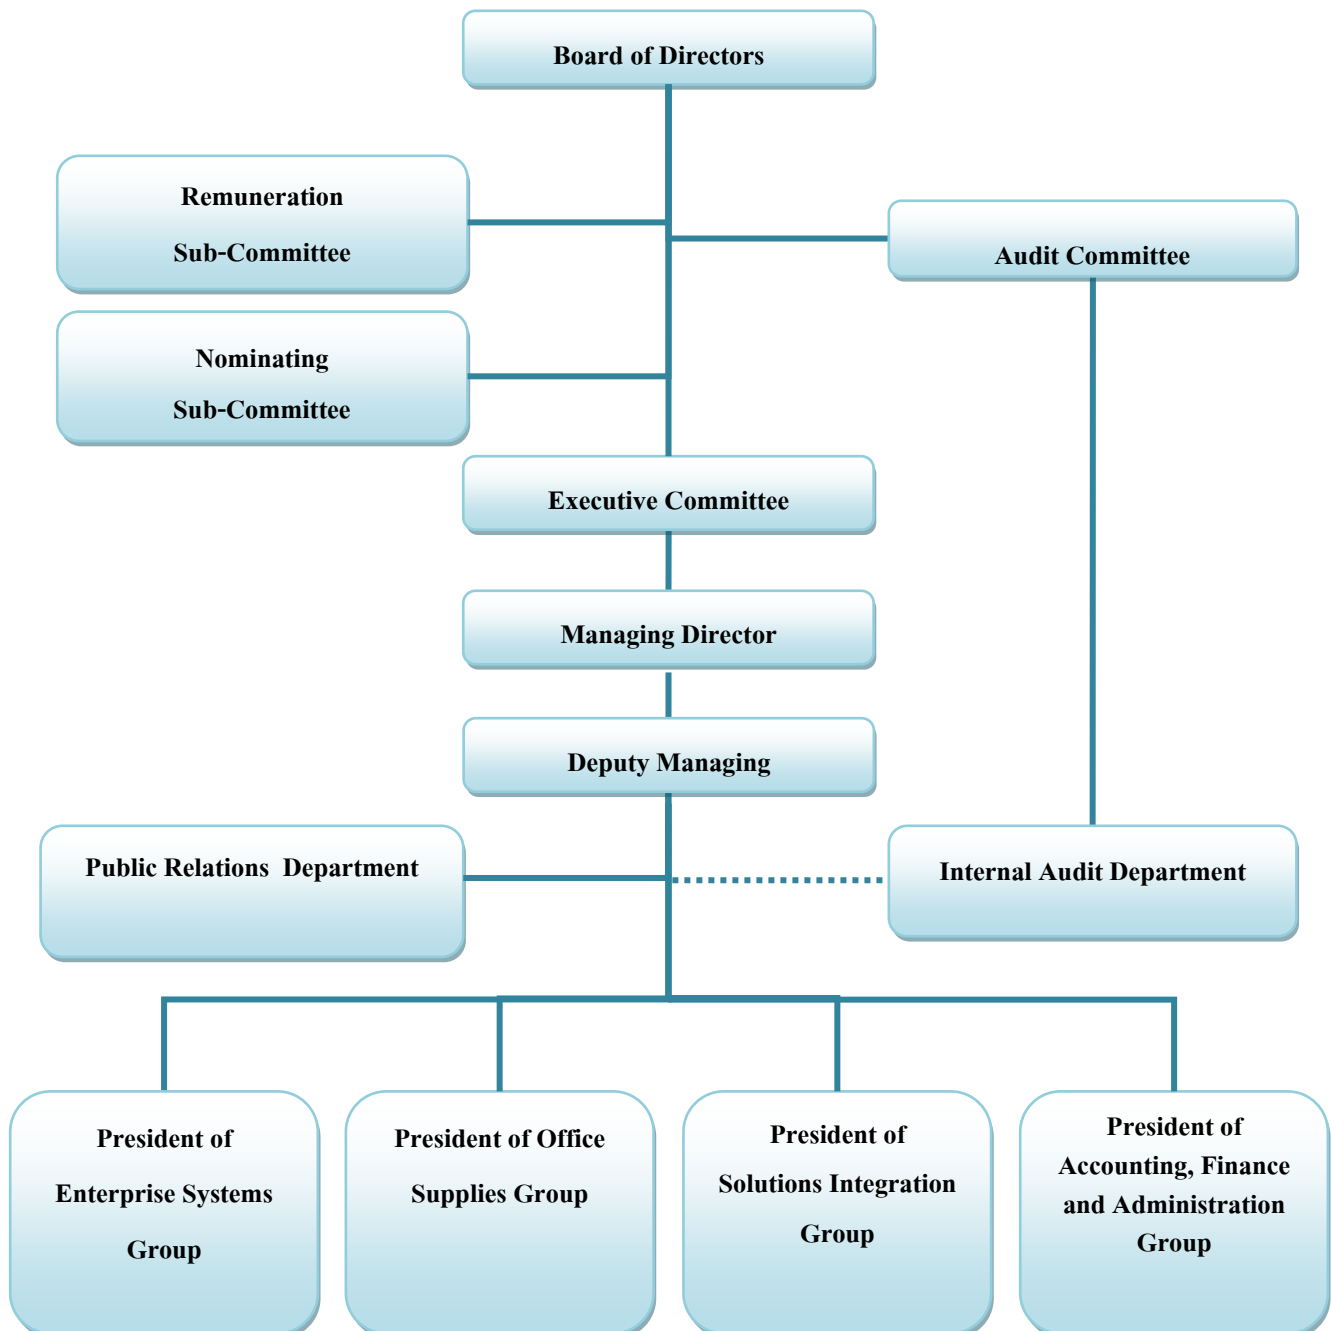 Board of Directors
Remuneration
Sub-Committee
Audit Committee
Nominating
Sub-Committee
Executive Committee
Managing Director
Deputy Managing
Public Relations  Department
Internal Audit Department
President of
Enterprise Systems
Group
President of Office
Supplies Group
President of
Solutions Integration
Group
President of
Accounting, Finance
and Administration
Group